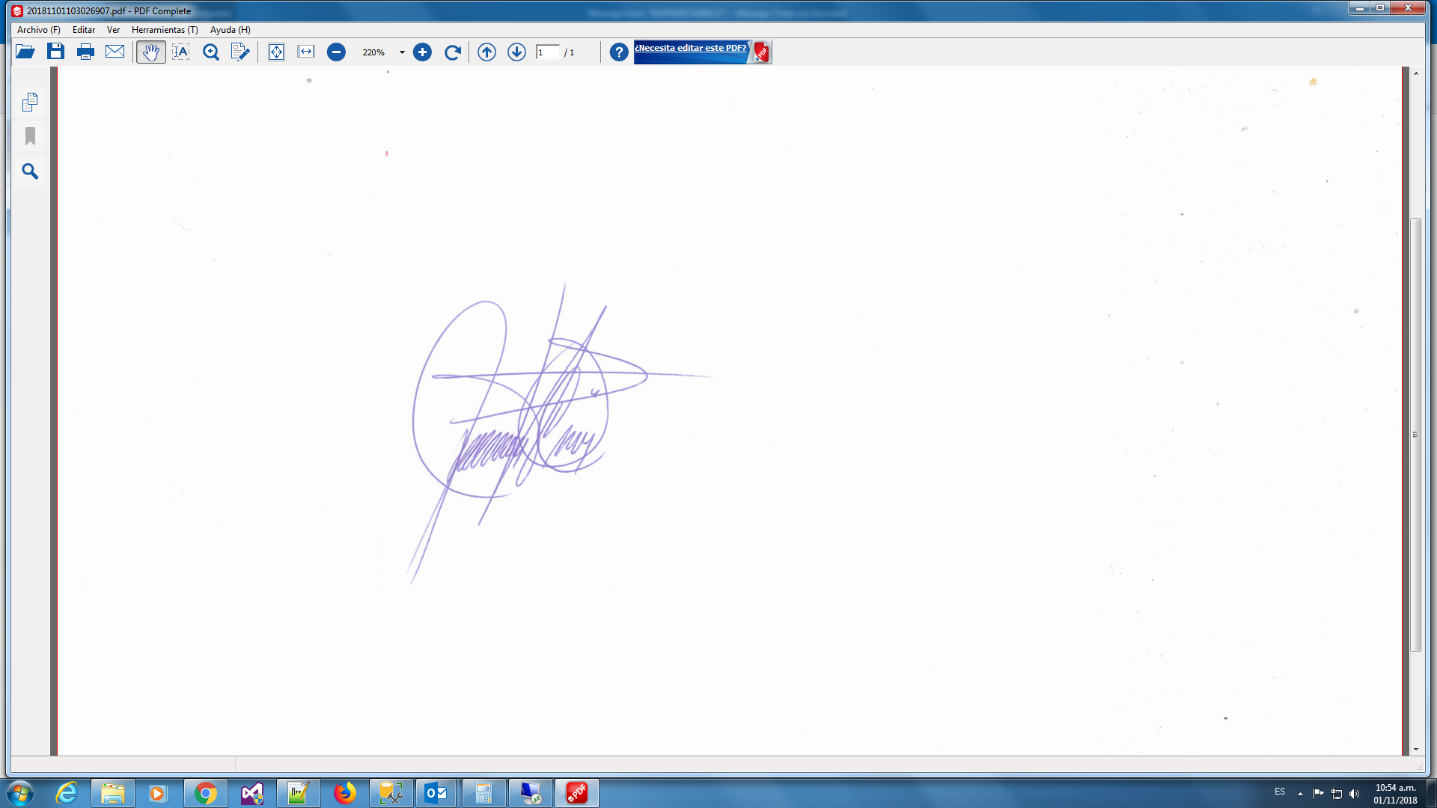 20181101103026907.pdf - PDF Complete
Archivo (F) Editar Ver Herramientas (T) Ayuda (H)
220% 1 / 1 ¿Necesita editar este PDF? PDF
ES 10:54 a.m.
01/11/2018